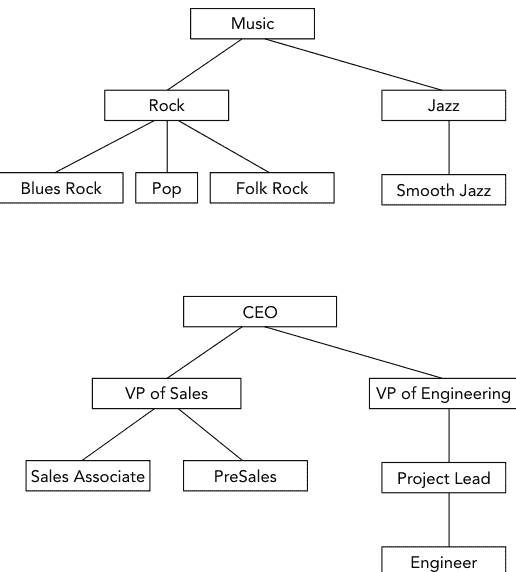 Music
Rock
Jazz
Blues Rock
Pop
Folk Rock
Smooth Jazz
CEO
VP of Sales
VP of Engineering
Sales Associate
PreSales
Project Lead
Engineer